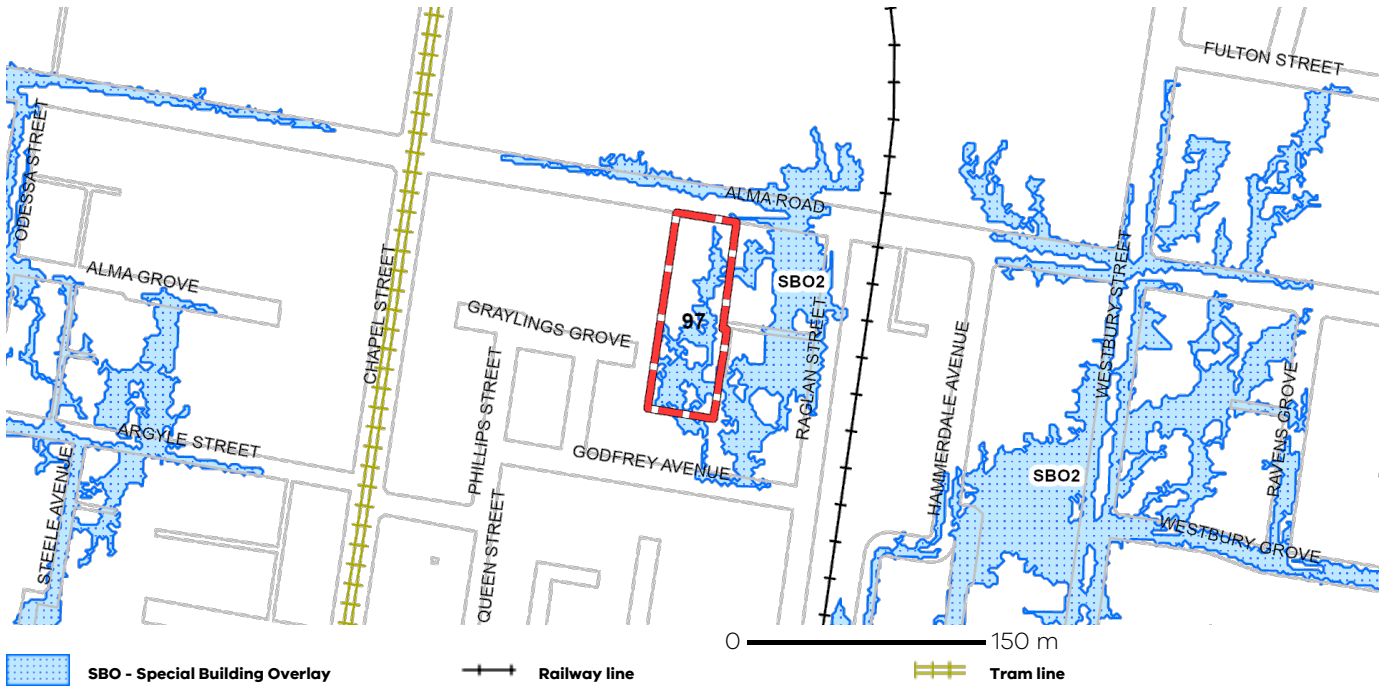 FULTON STREET
ODESSA STREET
ALMA ROAD
ALMA GROVE
CHAPEL STREET
GRAYLINGS GROVE
97
SBO2
RAGLAN STREET
WESTBURY STREET
HAMMERDALE AVENUE
PHILLIPS STREET
RAVENS GROVE
ARGYLE STREET
GODFREY AVENUE
SBO2
STEELE AVENUE
QUEEN STREET
WESTBURY GROVE
0 150 m
SBO - Special Building Overlay
Railway line
Tram line